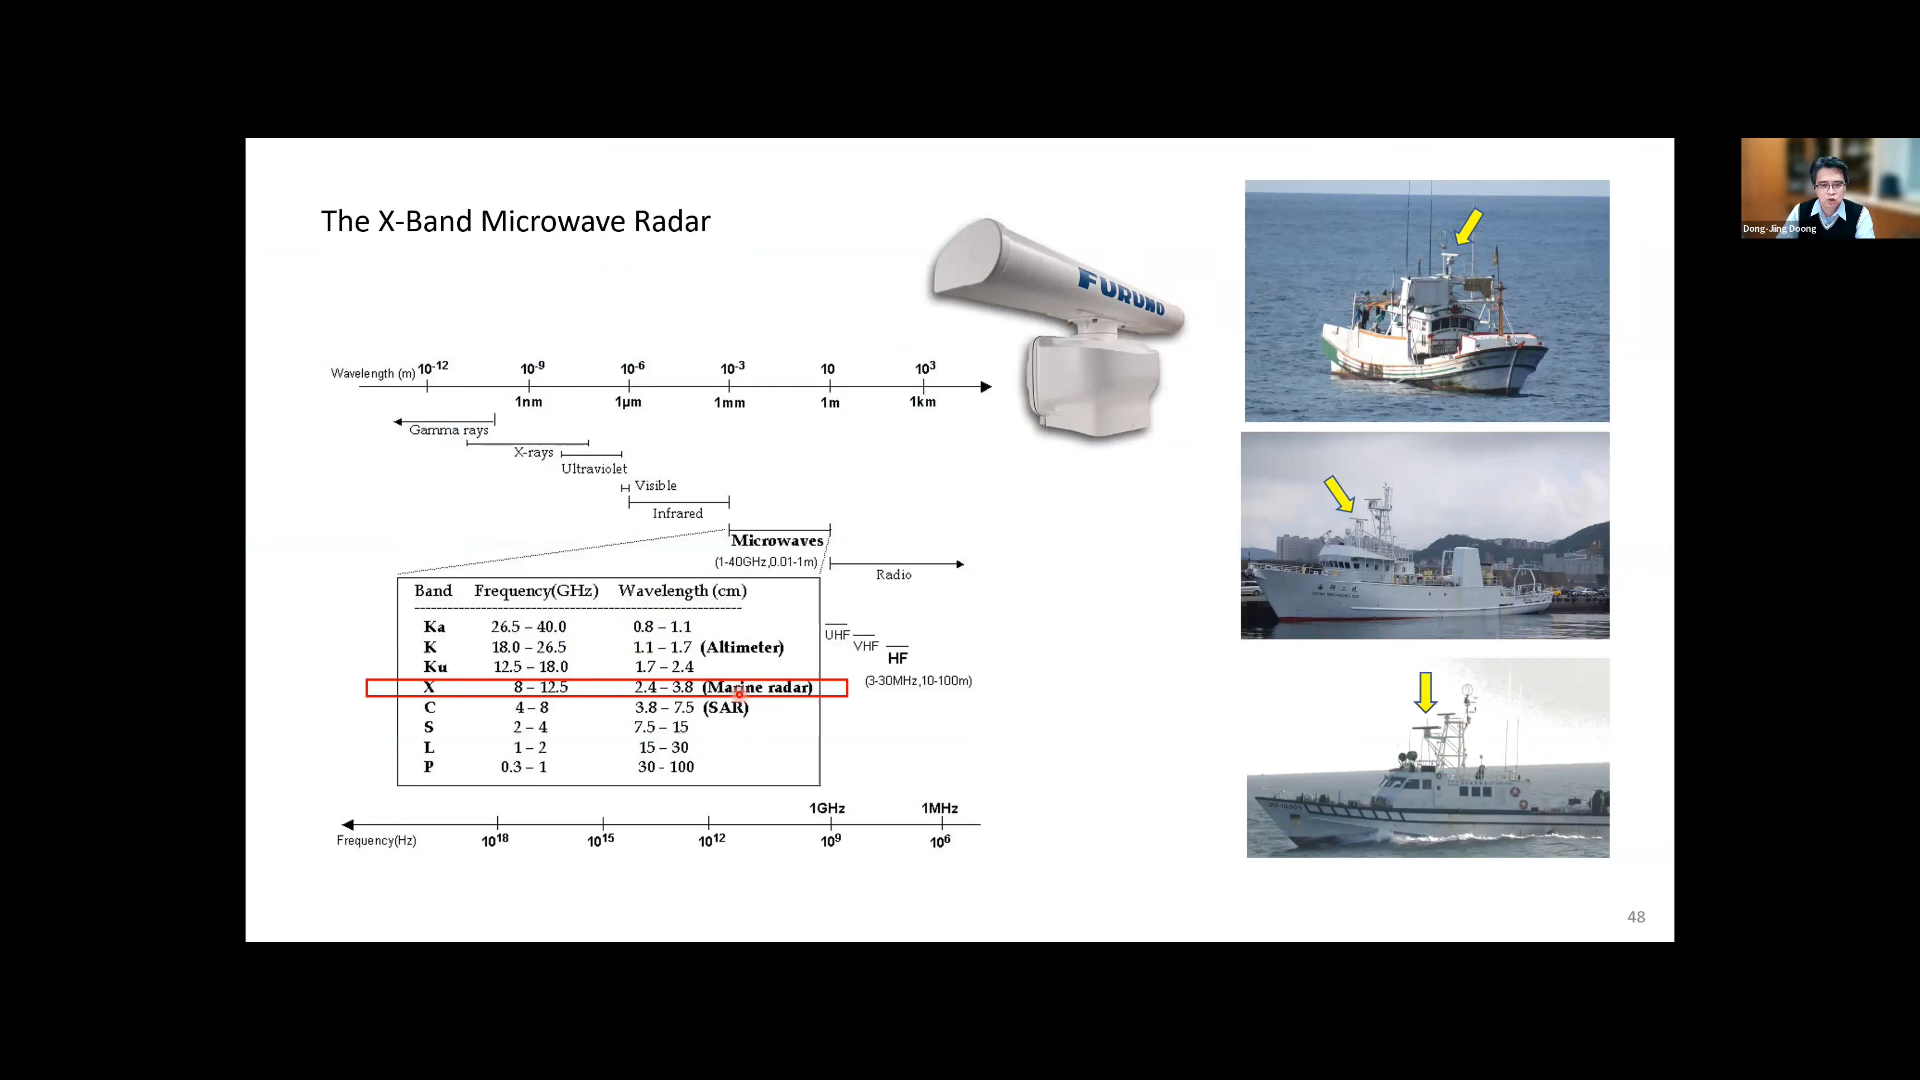 The X-Band Microwave Radar
FURUNO
Wavelength (m)
10-12 10-9 10-6 10-3 10 10³
1nm 1µm 1mm 1m 1km
Gamma rays
X-rays
Ultraviolet
Visible
Infrared
Microwaves
(1-40GHz,0.01-1m)
Radio
Band Frequency(GHz) Wavelength (cm)
Ka 26.5 – 40.0 0.8 – 1.1
K 18.0 – 26.5 1.1 – 1.7 (Altimeter)
Ku 12.5 – 18.0 1.7 – 2.4
X 8 – 12.5 2.4 – 3.8 (Marine radar)
C 4 – 8 3.8 – 7.5 (SAR)
S 2 – 4 7.5 – 15
L 1 – 2 15 – 30
P 0.3 – 1 30 - 100
UHF
VHF
HF
(3-30MHz,10-100m)
1GHz 1MHz
Frequency(Hz)
10¹⁸ 10¹⁵ 10¹² 10⁹ 10⁶
48
Dong-Jiing Doong